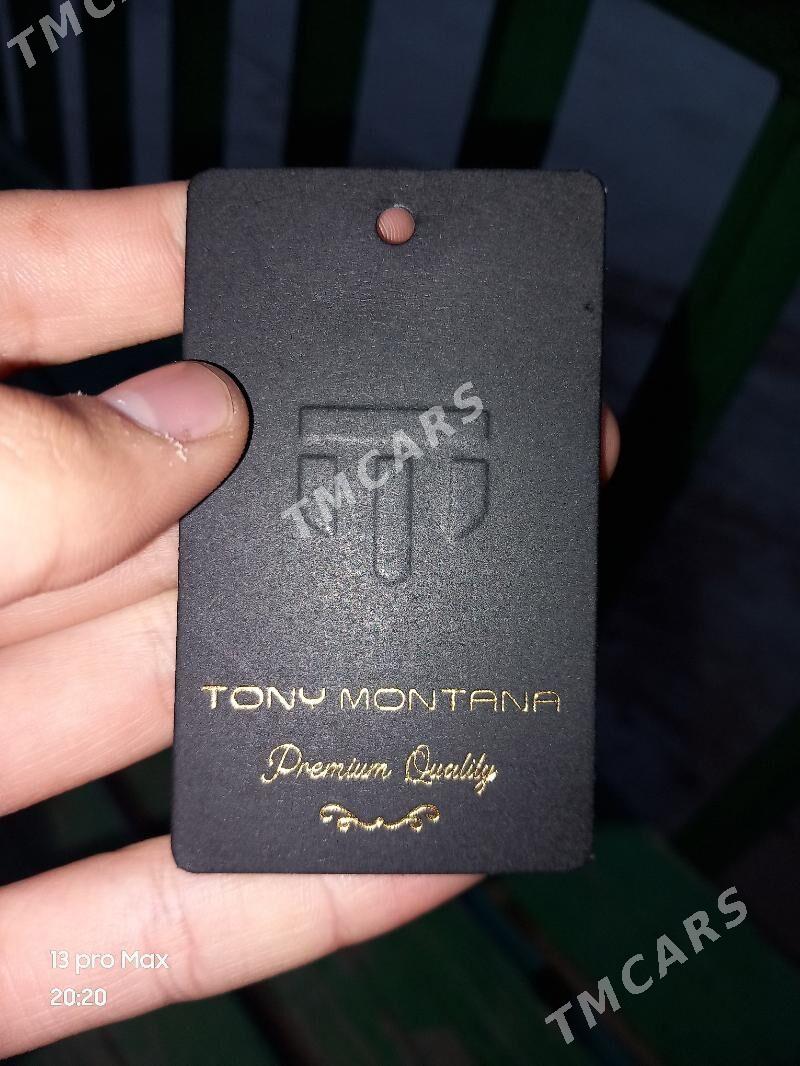 TMCARS
TMCARS
TONY MONTANA
Premium Quality
TMCARS
13 pro Max
20:20